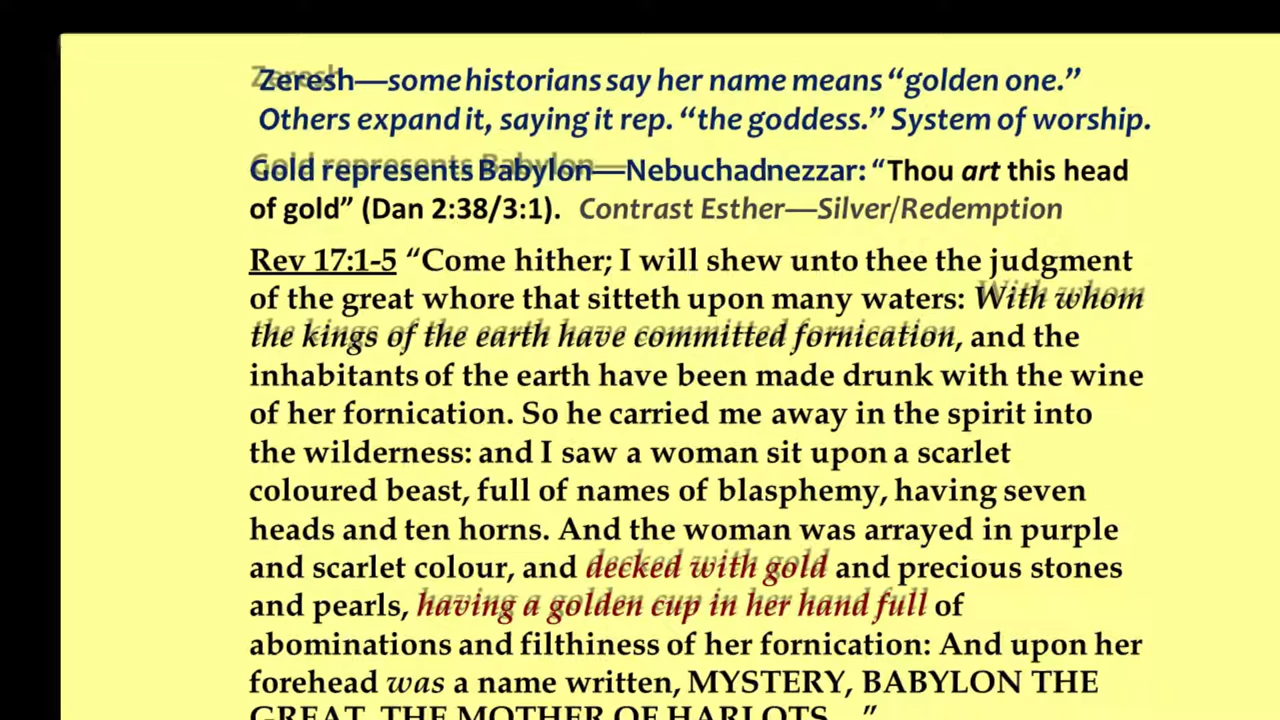 Zeresh—some historians say her name means “golden one.”
Others expand it, saying it rep. “the goddess.” System of worship.
Gold represents Babylon—Nebuchadnezzar: “Thou art this head
of gold” (Dan 2:38/3:1). Contrast Esther—Silver/Redemption
Rev 17:1-5 “Come hither; I will shew unto thee the judgment
of the great whore that sitteth upon many waters: With whom
the kings of the earth have committed fornication, and the
inhabitants of the earth have been made drunk with the wine
of her fornication. So he carried me away in the spirit into
the wilderness: and I saw a woman sit upon a scarlet
coloured beast, full of names of blasphemy, having seven
heads and ten horns. And the woman was arrayed in purple
and scarlet colour, and decked with gold and precious stones
and pearls, having a golden cup in her hand full of
abominations and filthiness of her fornication: And upon her
forehead was a name written, MYSTERY, BABYLON THE
GREAT, THE MOTHER OF HARLOTS...”